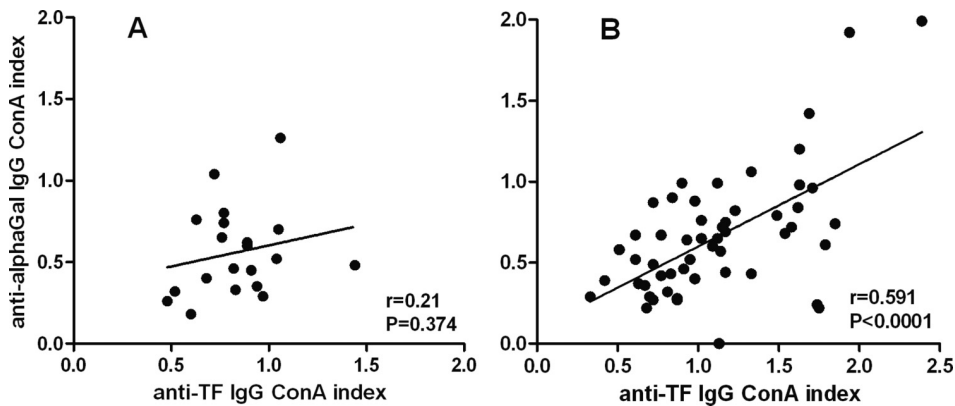 A
B
anti-alphaGal IgG ConA index
2.0
1.5
1.0
0.5
0.0
r=0.21
P=0.374
0.0 0.5 1.0 1.5 2.0
anti-TF IgG ConA index
2.0
1.5
1.0
0.5
0.0
r=0.591
P<0.0001
0.0 0.5 1.0 1.5 2.0 2.5
anti-TF IgG ConA index